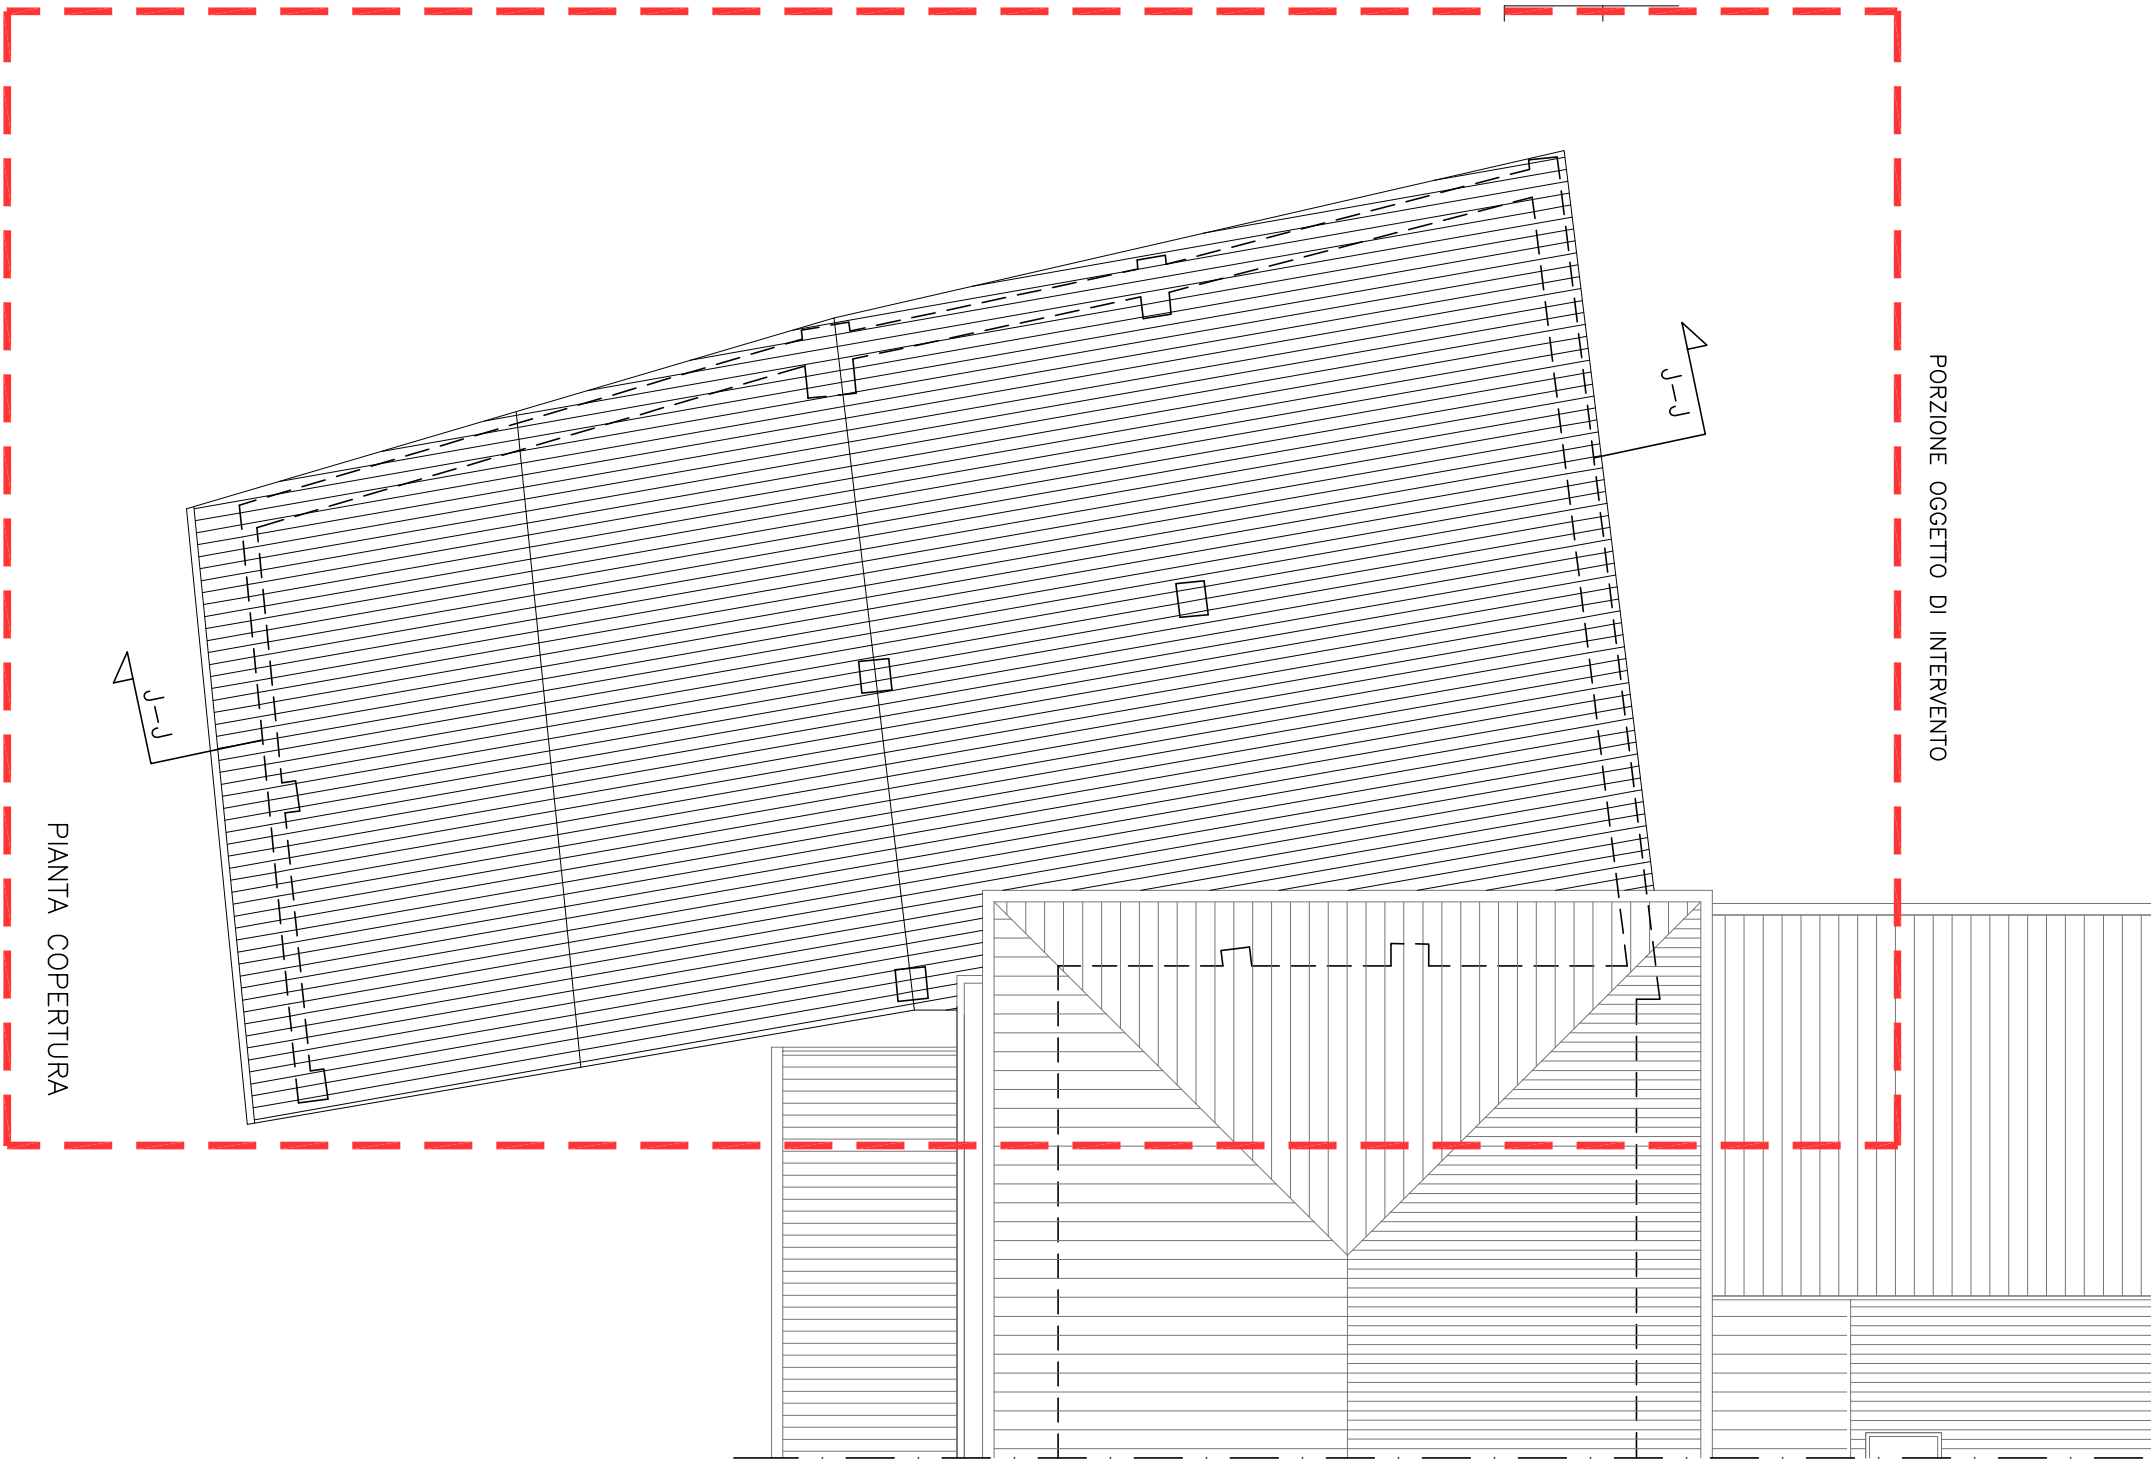 PORZIONE OGGETTO DI INTERVENTO
J-J
J-J
PIANTA COPERTURA